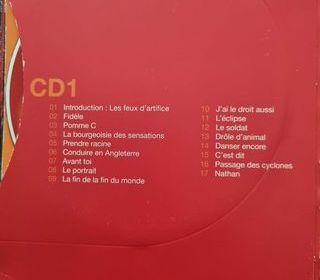 CD1
01 Introduction : Les feux d'artifice
02 Fidèle
03 Pomme C
04 La bourgeoisie des sensations
05 Prendre racine
06 Conduire en Angleterre
07 Avant toi
08 Le portrait
09 La fin de la fin du monde
10 J'ai le droit aussi
11 L'éclipse
12 Le soldat
13 Drôle d'animal
14 Danser encore
15 C'est dit
16 Passage des cyclones
17 Nathan